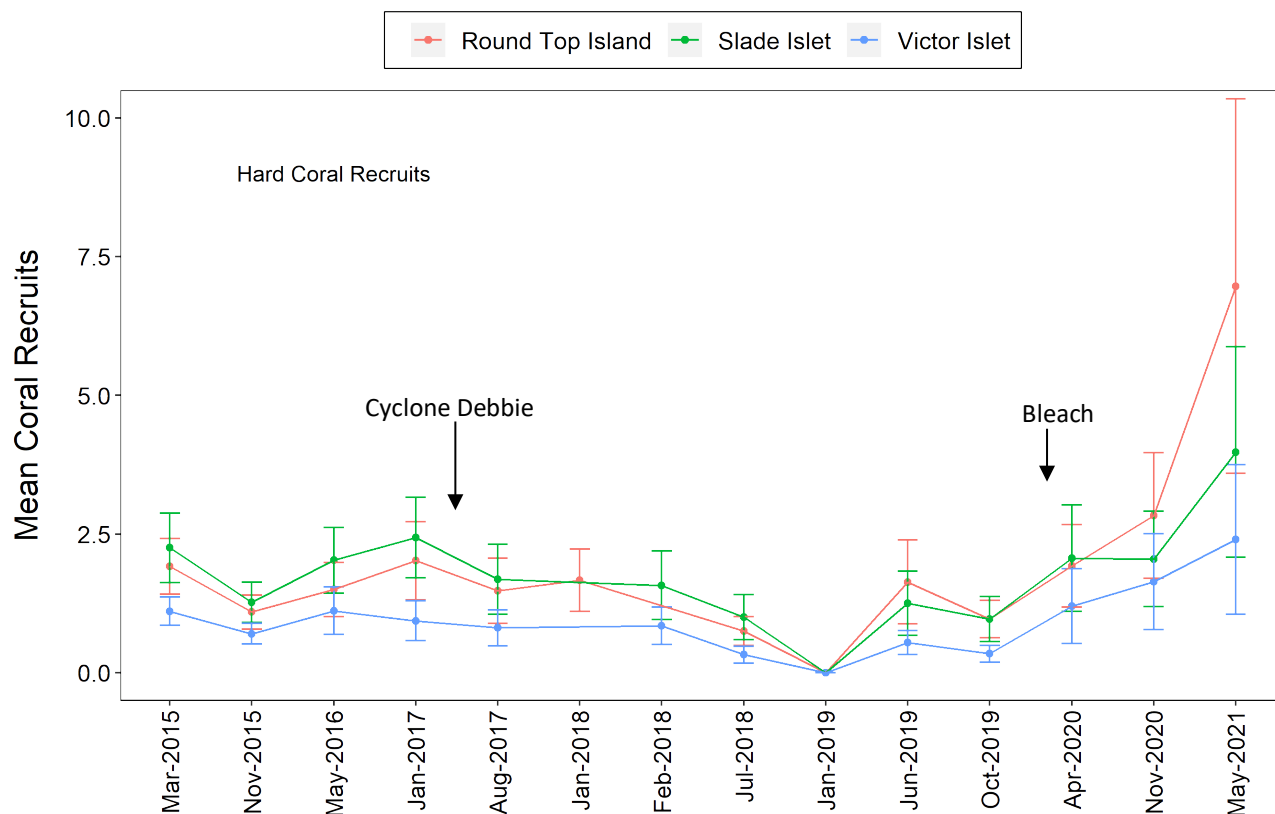 Round Top Island Slade Islet Victor Islet
10.0
Hard Coral Recruits
7.5
Mean Coral Recruits
5.0
Cyclone Debbie
Bleach
2.5
0.0
Mar-2015
Nov-2015
May-2016
Jan-2017
Aug-2017
Jan-2018
Feb-2018
Jul-2018
Jan-2019
Jun-2019
Oct-2019
Apr-2020
Nov-2020
May-2021